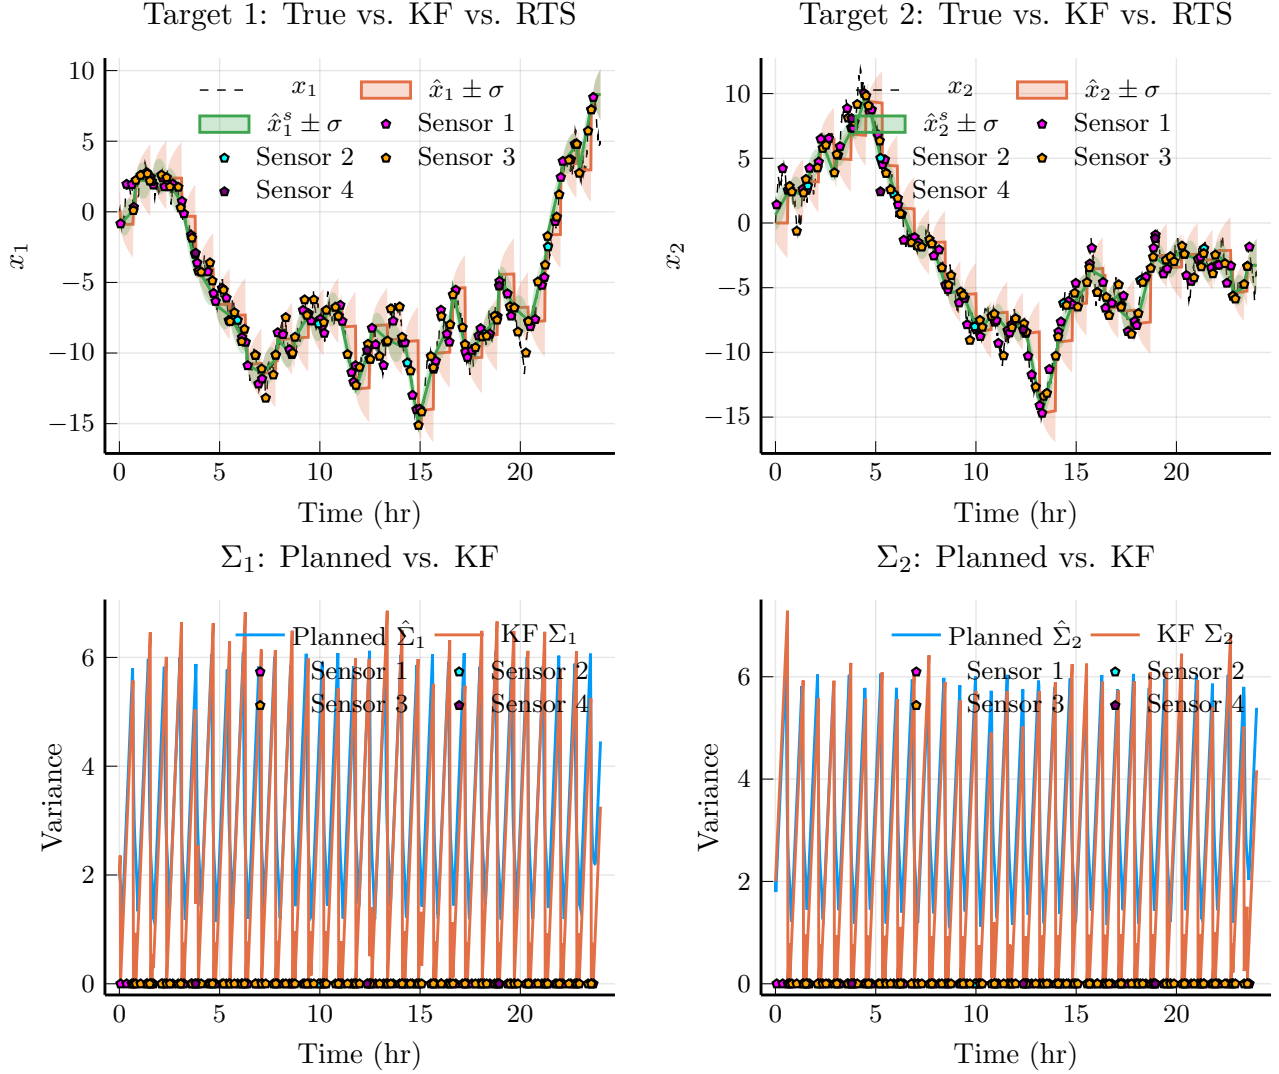 Target 1: True vs. KF vs. RTS
10
5
0
−5
−10
−15
x₁
x₁
x̂₁ ± σ
x̂₁ˢ ± σ
Sensor 1
Sensor 2
Sensor 3
Sensor 4
0
5
10
15
20
Time (hr)
Target 2: True vs. KF vs. RTS
10
5
0
−5
−10
−15
x₂
x₂
x̂₂ ± σ
x̂₂ˢ ± σ
Sensor 1
Sensor 2
Sensor 3
Sensor 4
0
5
10
15
20
Time (hr)
Σ₁: Planned vs. KF
6
4
2
0
Variance
Planned Σ̂₁
KF Σ₁
Sensor 1
Sensor 2
Sensor 3
Sensor 4
0
5
10
15
20
Time (hr)
Σ₂: Planned vs. KF
6
4
2
0
Variance
Planned Σ̂₂
KF Σ₂
Sensor 1
Sensor 2
Sensor 3
Sensor 4
0
5
10
15
20
Time (hr)